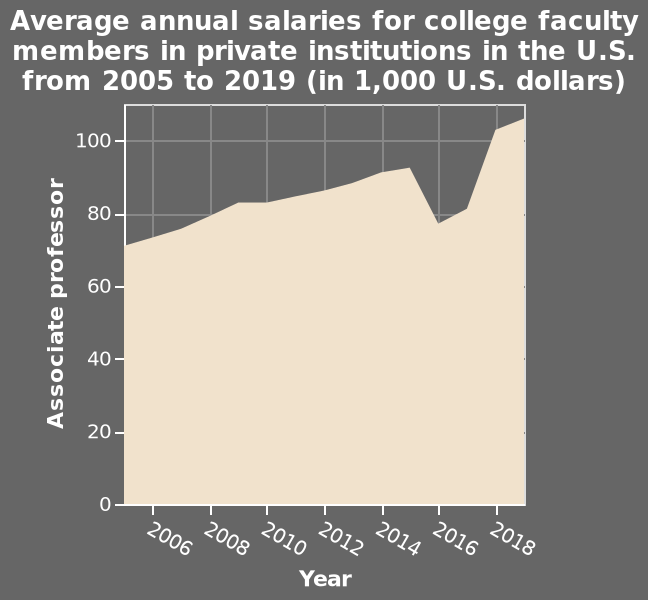 Average annual salaries for college faculty
members in private institutions in the U.S.
from 2005 to 2019 (in 1,000 U.S. dollars)
Associate professor
100
80
60
40
20
0
2006 2008 2010 2012 2014 2016 2018
Year